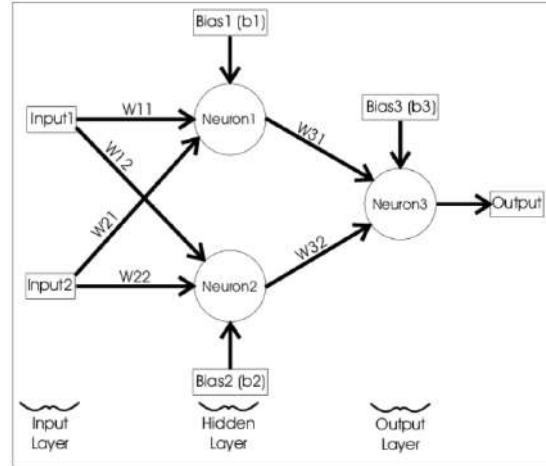 Bias1 (b1)
Input1
W11
Neuron1
W12
W31
Bias3 (b3)
W21
Neuron3
Output
Input2
W22
Neuron2
W32
Bias2 (b2)
Input
Layer
Hidden
Layer
Output
Layer